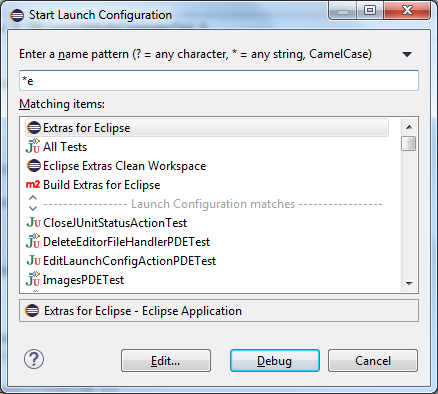 Start Launch Configuration
Enter a name pattern (? = any character, * = any string, CamelCase)
*e
Matching items:
Extras for Eclipse
All Tests
Eclipse Extras Clean Workspace
m2 Build Extras for Eclipse
Launch Configuration matches
CloseJUnitStatusActionTest
DeleteEditorFileHandlerPDETest
EditLaunchConfigActionPDETest
ImagesPDETest
Extras for Eclipse - Eclipse Application
? Edit... Debug Cancel